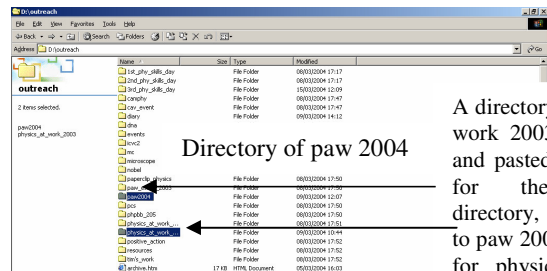 D:\outreach
File Edit View Favorites Tools Help
Back Search Folders History
Address D:\outreach Go
Name Size Type Modified
1st_phy_skills_day File Folder 08/03/2004 17:17
2nd_phy_skills_day File Folder 08/03/2004 17:17
3rd_phy_skills_day File Folder 15/03/2004 12:09
camphy File Folder 08/03/2004 17:47
cav_event File Folder 08/03/2004 17:47
diary File Folder 09/03/2004 14:12
dna
events
icvc2
mc
microscope
nobel
paperclip_physics File Folder 08/03/2004 17:50
File Folder 08/03/2004 17:50
paw2004 File Folder 09/03/2004 12:07
pcs File Folder 08/03/2004 17:50
phpbb_205 File Folder 08/03/2004 17:50
physics_at_work_... File Folder 08/03/2004 17:51
physics_at_work_... File Folder 09/03/2004 10:44
positive_action File Folder 08/03/2004 17:52
resources File Folder 08/03/2004 17:52
tim's_work File Folder 08/03/2004 17:52
archive.htm 17 KB HTML Document 05/03/2004 16:03
outreach
2 items selected.
paw2004
physics_at_work_2003
Directory of paw 2004
A directory
work 2003
and pasted
for the
directory,
to paw 200
for physic